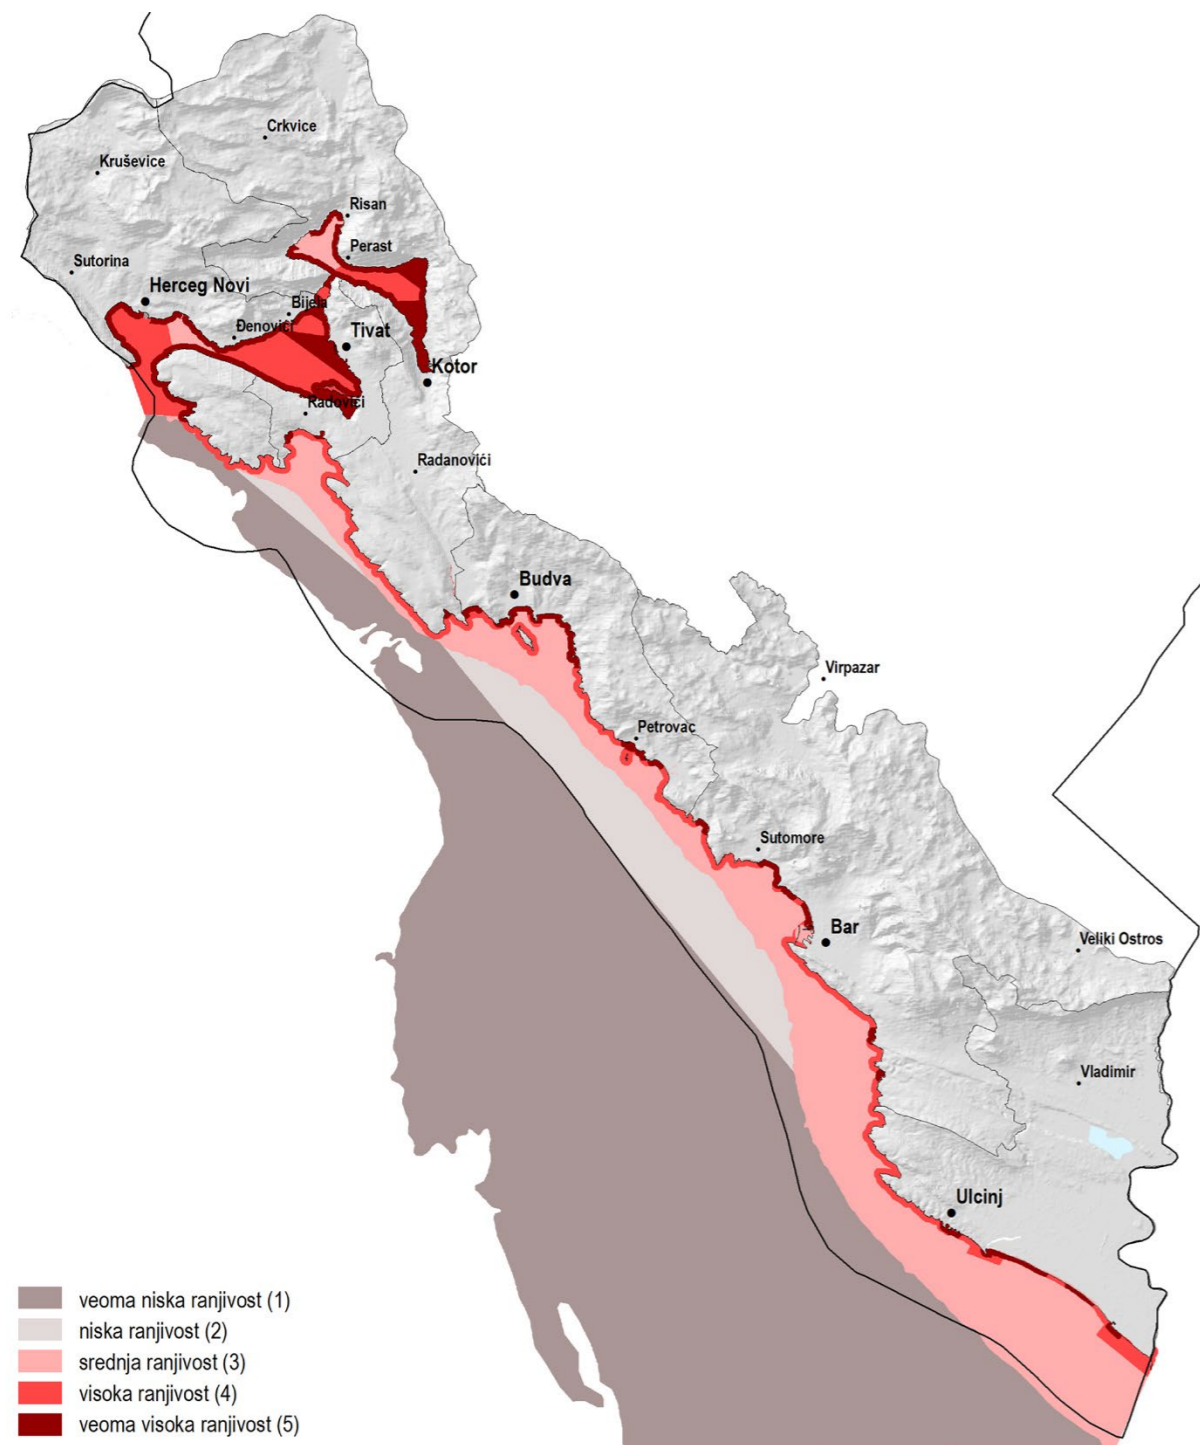 Crkvice
Kruševice
Risan
Perast
Sutorina
Herceg Novi
Bijela
Đenovići
Tivat
Kotor
Radovići
Radanovići
Budva
Virpazar
Petrovac
Sutomore
Bar
Veliki Ostros
Vladimir
Ulcinj
veoma niska ranjivost (1)
niska ranjivost (2)
srednja ranjivost (3)
visoka ranjivost (4)
veoma visoka ranjivost (5)